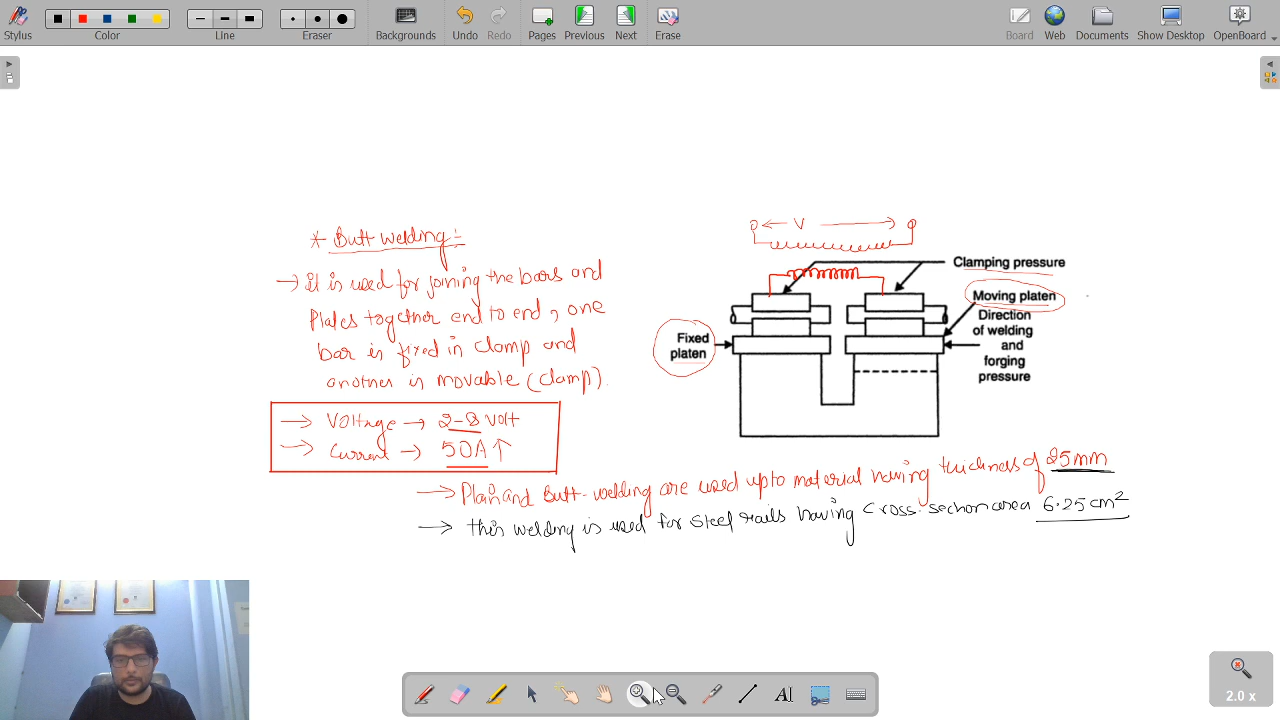 Stylus
Color
Line
Eraser
Backgrounds
Undo
Redo
Pages
Previous
Next
Erase
Board
Web
Documents
Show Desktop
OpenBoard
* Butt welding :-
→ It is used for joining the bars and
Plates together end to end, one
bar is fixed in clamp and
another is movable (clamp).
→ Voltage → 2-8 volt
→ Current → 50A ↑
V
Clamping pressure
Moving platen
Direction
of welding
and
forging
pressure
Fixed
platen
→ Plain and Butt-welding are used upto material having thickness of 25mm
→ This welding is used for steel rails having cross-section area 6.25 cm²
AI
2.0 x